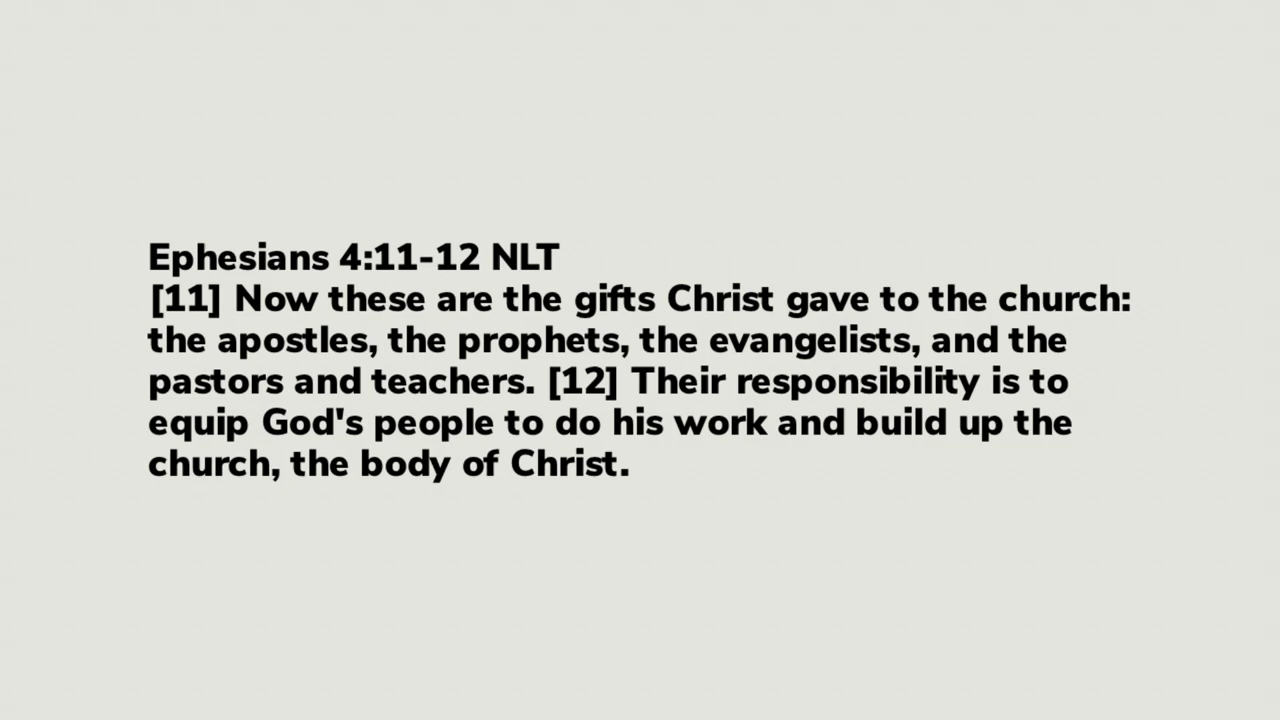 Ephesians 4:11-12 NLT
[11] Now these are the gifts Christ gave to the church:
the apostles, the prophets, the evangelists, and the
pastors and teachers. [12] Their responsibility is to
equip God's people to do his work and build up the
church, the body of Christ.